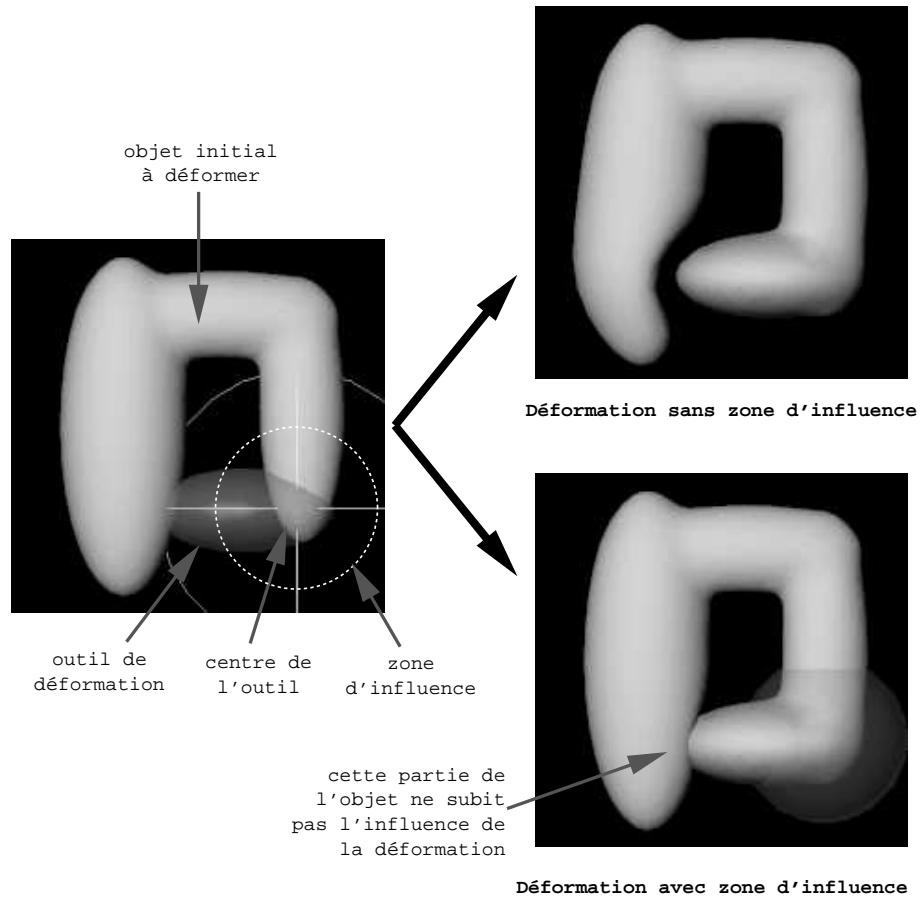 objet initial
à déformer
Déformation sans zone d'influence
outil de
déformation
centre de
l'outil
zone
d'influence
cette partie de
l'objet ne subit
pas l'influence de
la déformation
Déformation avec zone d'influence